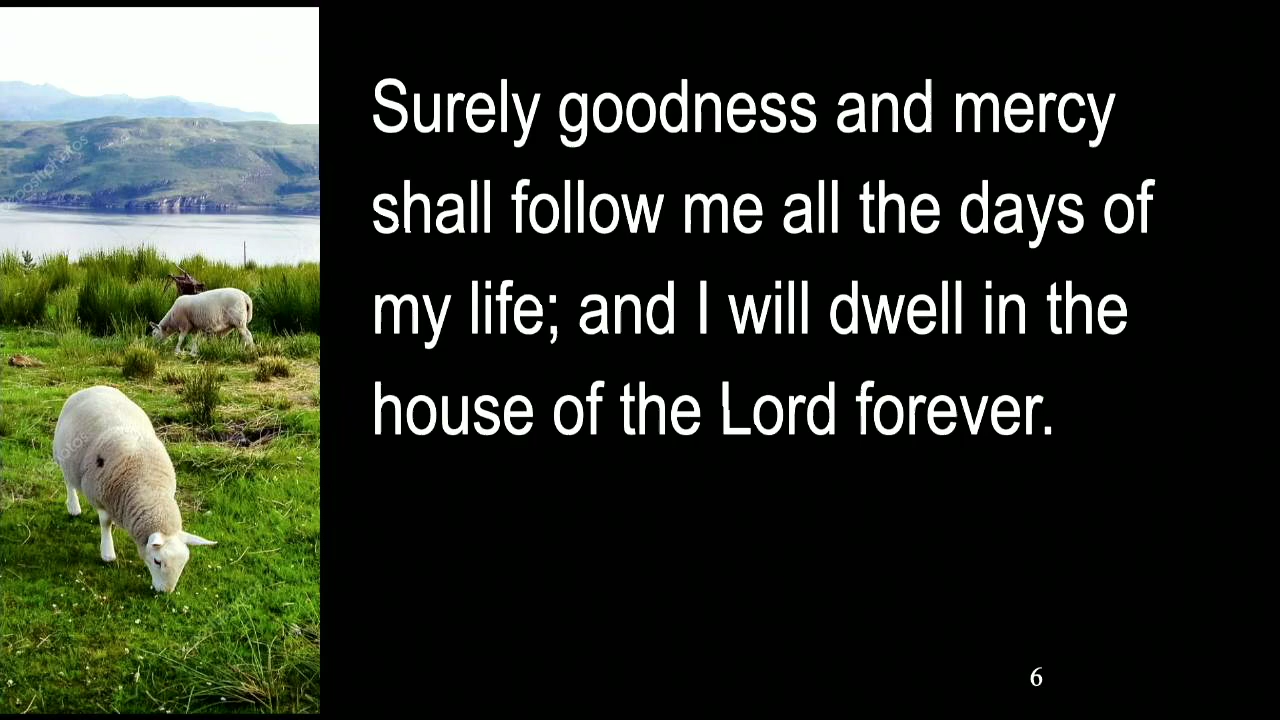 Surely goodness and mercy
shall follow me all the days of
my life; and I will dwell in the
house of the Lord forever.
6